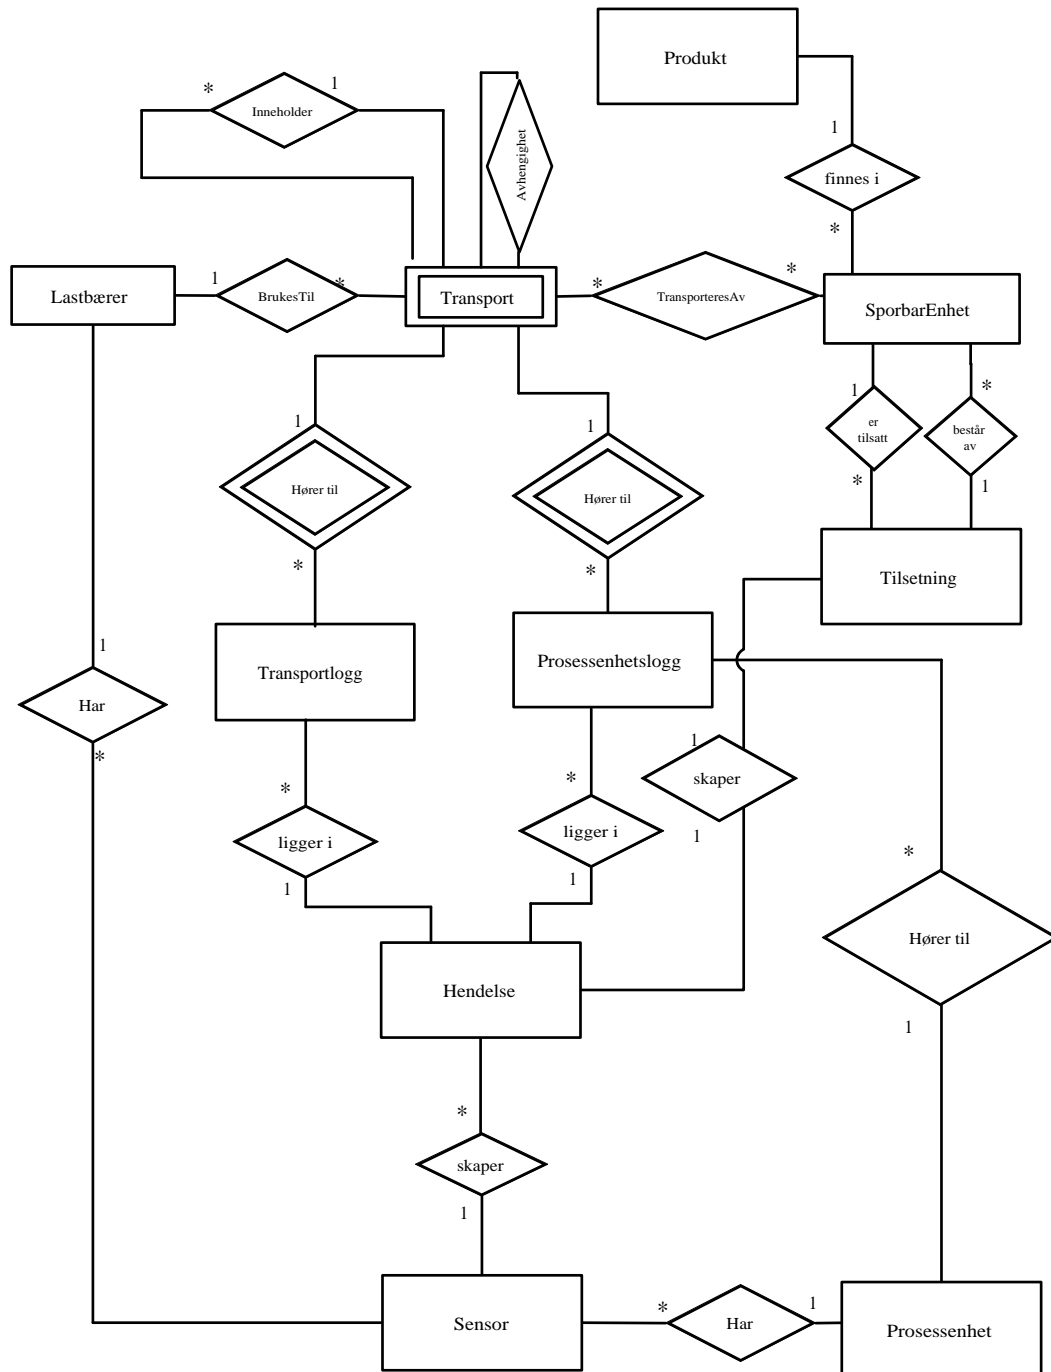 Produkt
*
1
Inneholder
Avhengighet
1
finnes i
*
Lastbærer
1
BrukesTil
*
Transport
*
TransporteresAv
*
SporbarEnhet
1
*
er
tilsatt
består
av
*
1
1
Hører til
*
1
Hører til
*
Tilsetning
Transportlogg
Prosessenhetslogg
1
Har
*
1
skaper
1
*
ligger i
1
*
ligger i
1
*
Hører til
1
Hendelse
*
skaper
1
Sensor
*
Har
1
Prosessenhet